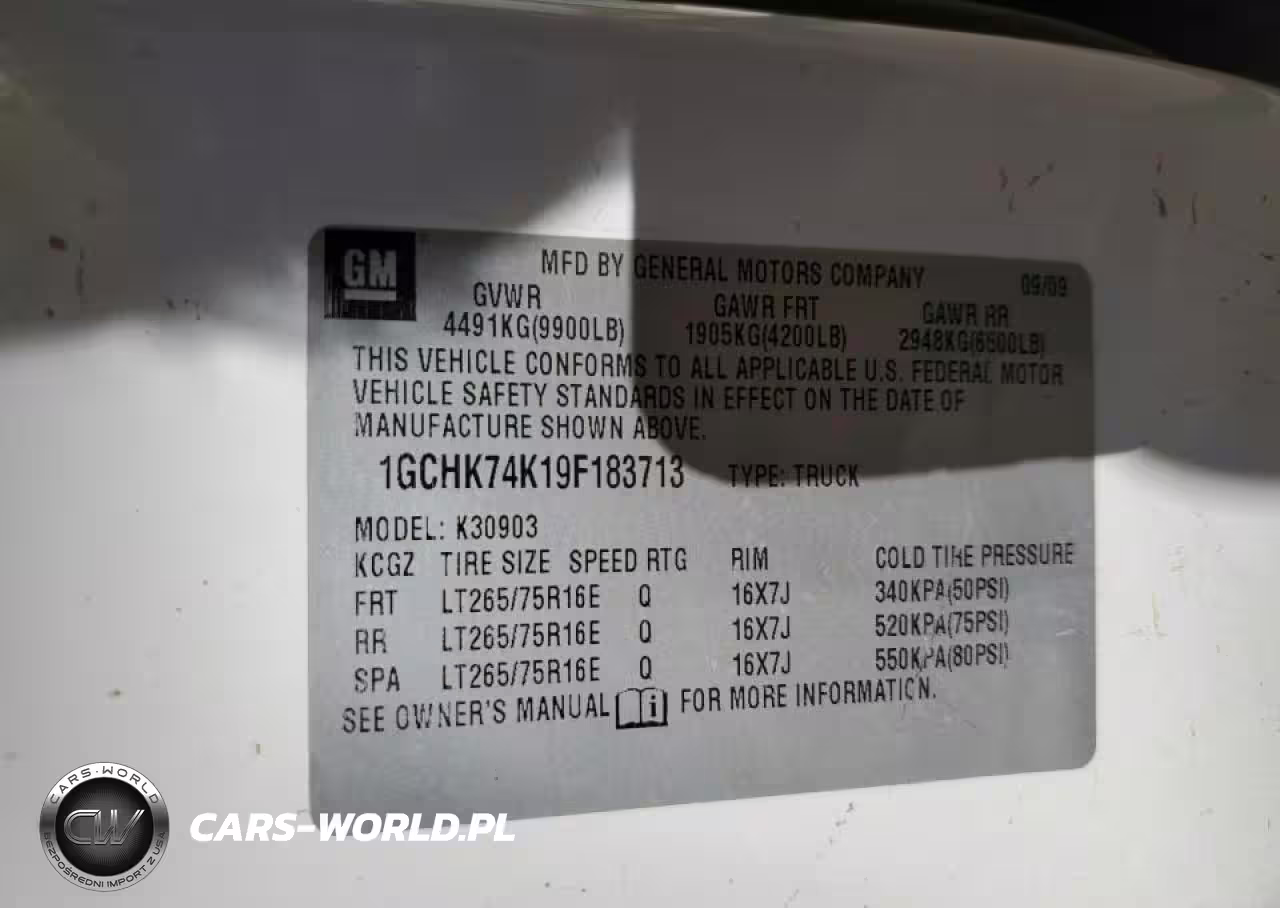 GM
MFD BY GENERAL MOTORS COMPANY 09/09
GVWR GAWR FRT GAWR RR
4491KG(9900LB) 1905KG(4200LB) 2948KG(6500LB)
THIS VEHICLE CONFORMS TO ALL APPLICABLE U.S. FEDERAL MOTOR
VEHICLE SAFETY STANDARDS IN EFFECT ON THE DATE OF
MANUFACTURE SHOWN ABOVE.
1GCHK74K19F183713 TYPE: TRUCK
MODEL: K30903
KCGZ TIRE SIZE SPEED RTG RIM COLD TIRE PRESSURE
FRT LT265/75R16E Q 16X7J 340KPA(50PSI)
RR LT265/75R16E Q 16X7J 520KPA(75PSI)
SPA LT265/75R16E Q 16X7J 550KPA(80PSI)
SEE OWNER'S MANUAL i FOR MORE INFORMATION.
CARS-WORLD
CW
BEZPOŚREDNI IMPORT Z USA
CARS-WORLD.PL